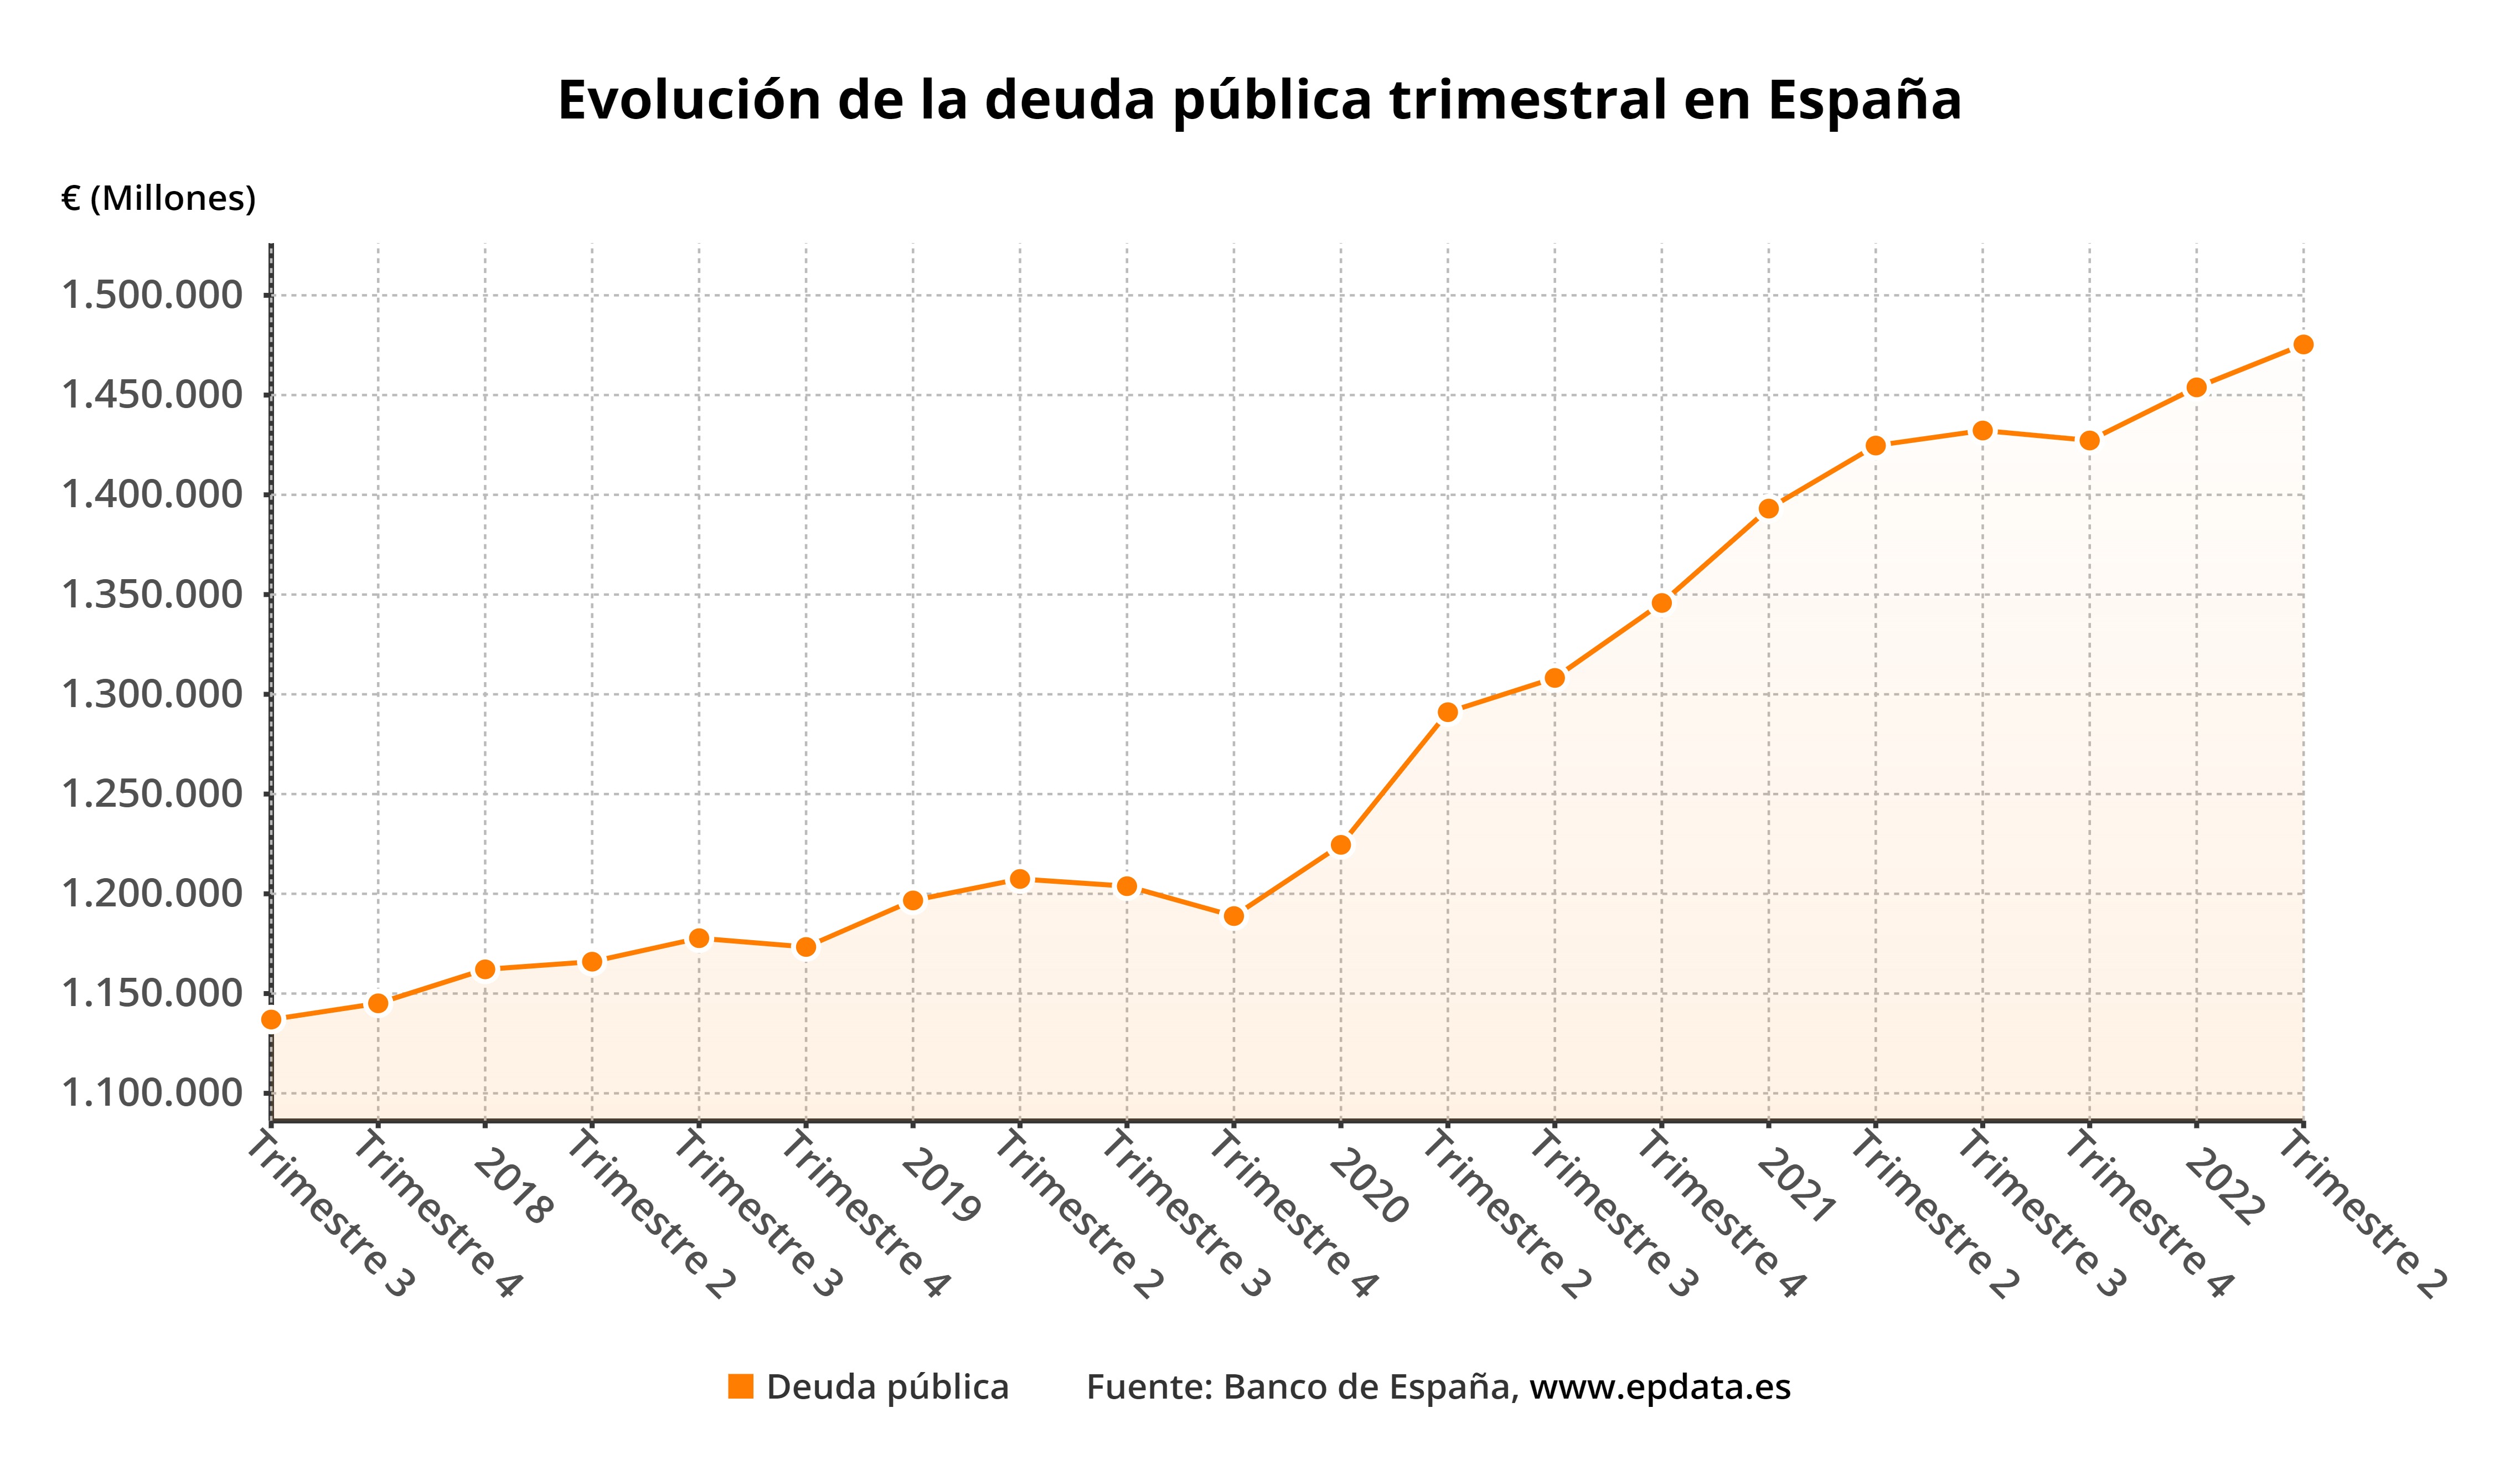 Evolución de la deuda pública trimestral en España
€ (Millones)
1.500.000
1.450.000
1.400.000
1.350.000
1.300.000
1.250.000
1.200.000
1.150.000
1.100.000
Trimestre 3
Trimestre 4
2018
Trimestre 2
Trimestre 3
Trimestre 4
2019
Trimestre 2
Trimestre 3
Trimestre 4
2020
Trimestre 2
Trimestre 3
Trimestre 4
2021
Trimestre 2
Trimestre 3
Trimestre 4
2022
Trimestre 2
Deuda pública
Fuente: Banco de España, www.epdata.es